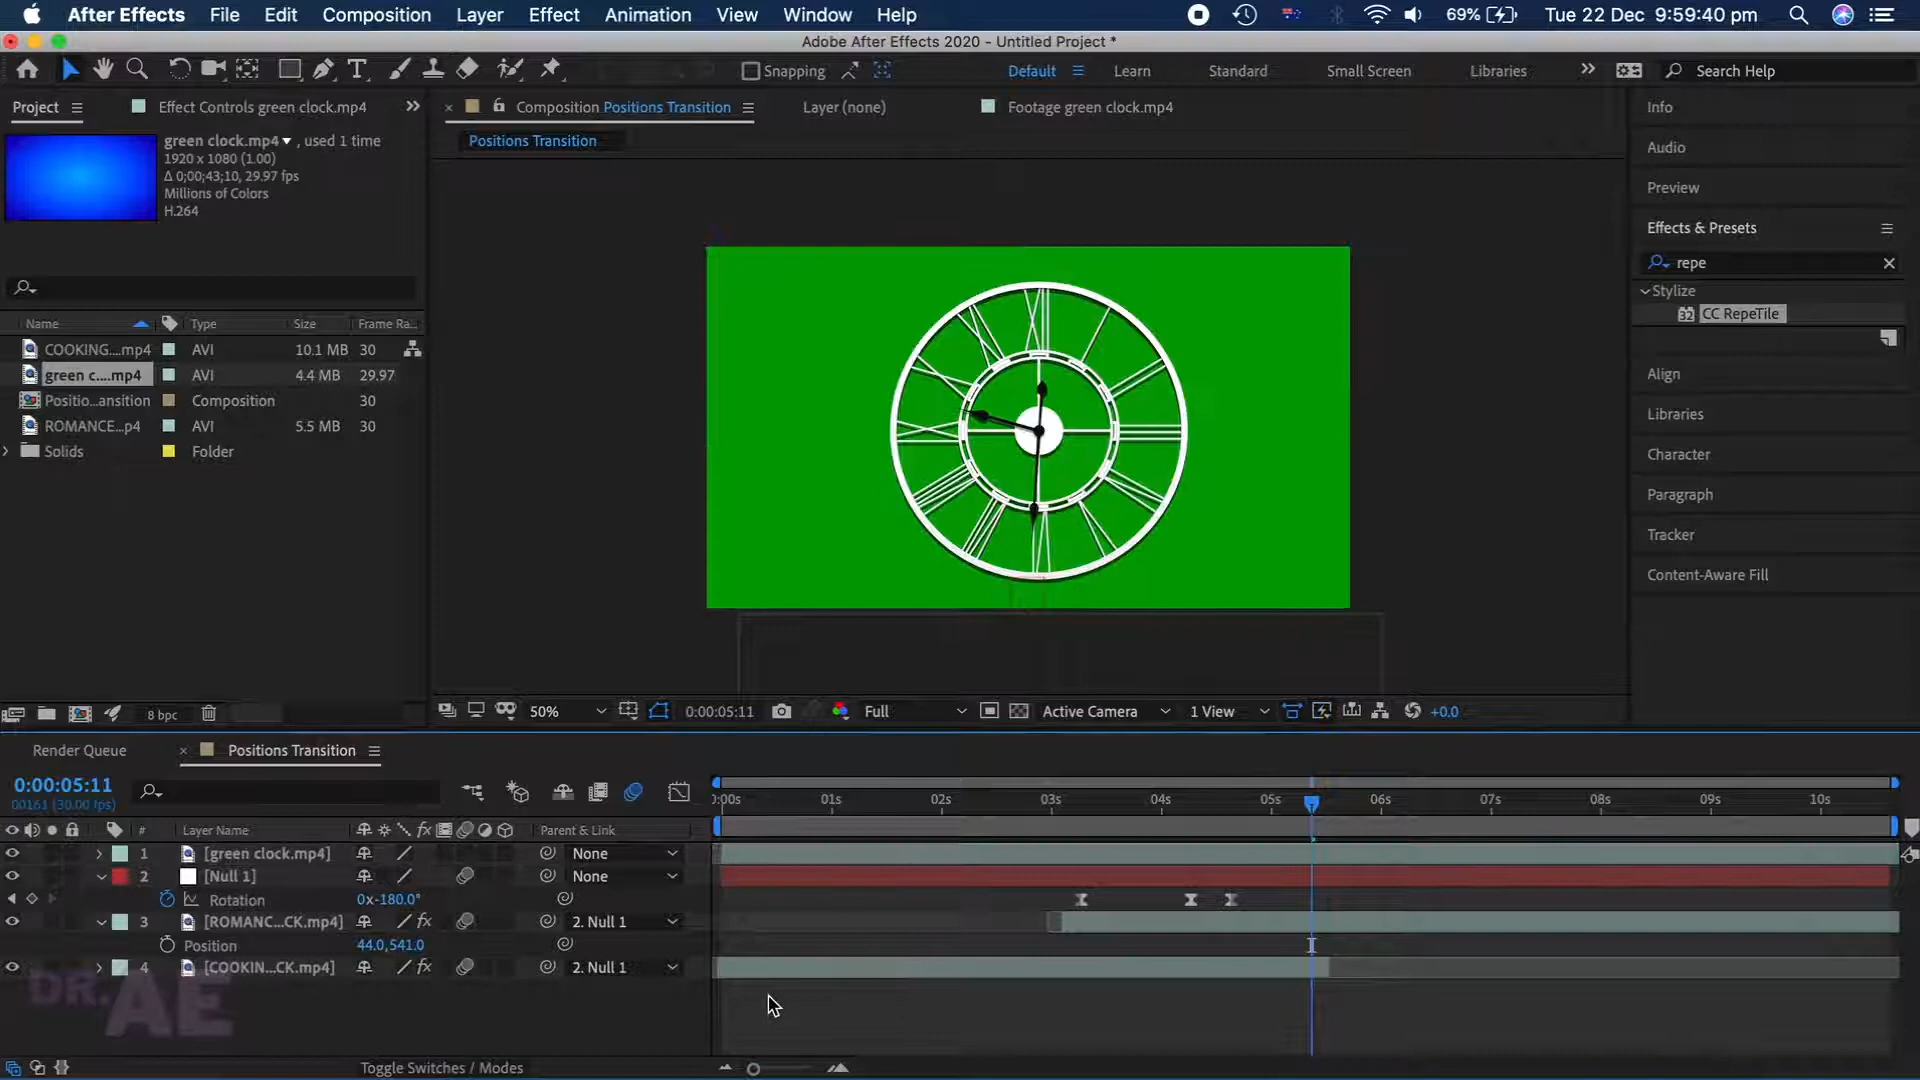 After Effects File Edit Composition Layer Effect Animation View Window Help 69% Tue 22 Dec 9:59:40 pm
Adobe After Effects 2020 - Untitled Project *
Snapping Default Learn Standard Small Screen Libraries Search Help
Project Effect Controls green clock.mp4 Composition Positions Transition Layer (none) Footage green clock.mp4 Info
green clock.mp4 , used 1 time Positions Transition
1920 x 1080 (1.00)
Δ 0;00;43;10, 29.97 fps
Millions of Colors
H.264
Audio
Preview
Effects & Presets
repe
Stylize
32 CC RepeTile
Align
Libraries
Character
Paragraph
Tracker
Content-Aware Fill
Name Type Size Frame Ra...
COOKING....mp4 AVI 10.1 MB 30
green c....mp4 AVI 4.4 MB 29.97
Positio...ansition Composition 30
ROMANCE...p4 AVI 5.5 MB 30
Solids Folder
8 bpc 50% 0:00:05:11 Full Active Camera 1 View +0.0
Render Queue Positions Transition
0:00:05:11
00161 (30.00 fps)
:00s 01s 02s 03s 04s 05s 06s 07s 08s 09s 10s
# Layer Name fx Parent & Link
1 [green clock.mp4] None
2 [Null 1] None
Rotation 0x-180.0°
3 [ROMANC...CK.mp4] fx 2. Null 1
Position 44.0,541.0
4 [COOKIN...CK.mp4] fx 2. Null 1
DR. AE
Toggle Switches / Modes